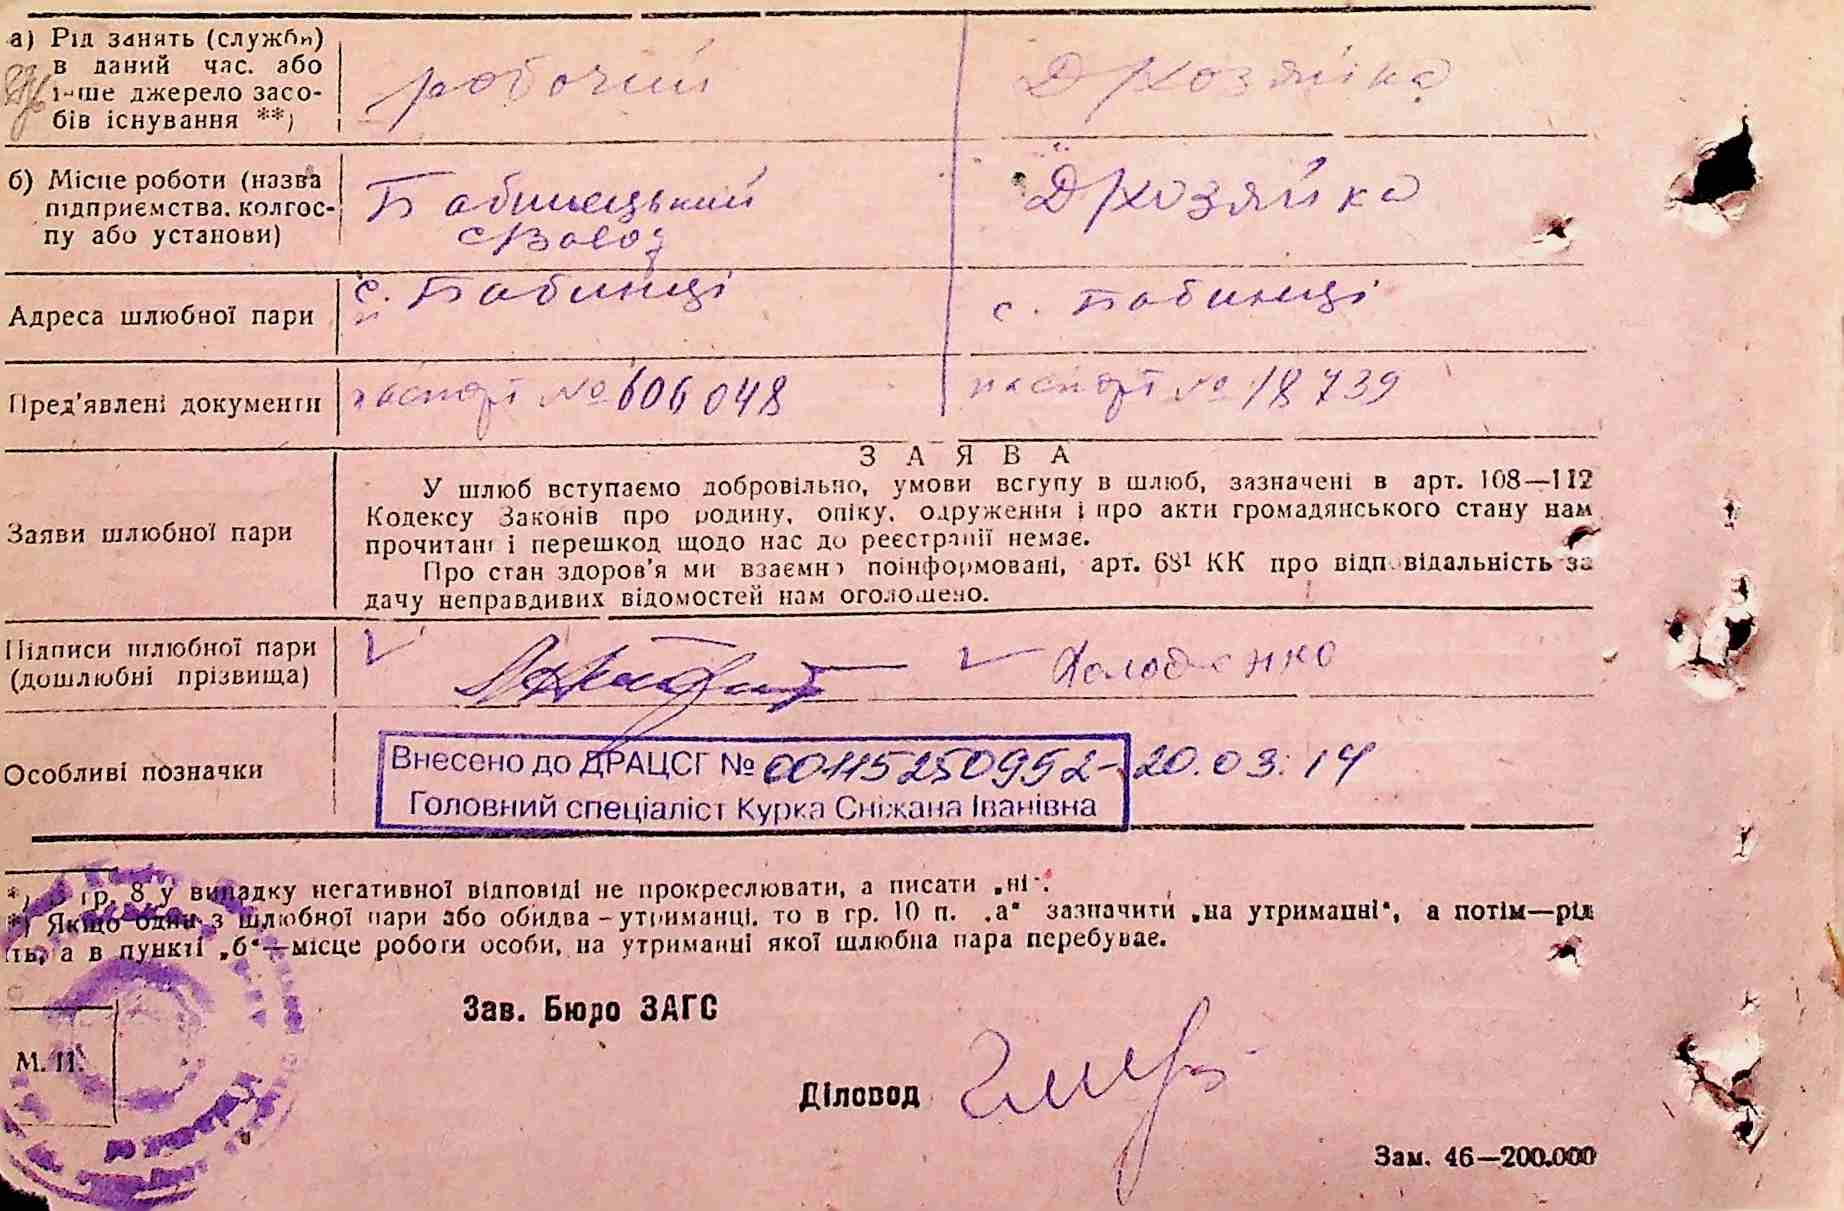 а) Рід занять (служби) в даний час. або інше джерело засобів існування **)
робочий
Д/хозяйка
б) Місце роботи (назва підприємства, колгоспу або установи)
Бабинецький
с/завод
Д/хозяйка
Адреса шлюбної пари
с. Бабинці
с. Бабинці
Пред'явлені документи
паспорт № 606048
паспорт № 18739
ЗАЯВА
Заяви шлюбної пари
У шлюб вступаємо добровільно, умови вступу в шлюб, зазначені в арт. 108—112
Кодексу Законів про родину, опіку, одруження і про акти громадянського стану нам
прочитані і перешкод щодо нас до реєстрації немає.
Про стан здоров'я ми взаємно поінформовані, арт. 68¹ КК про відповідальність за
дачу неправдивих відомостей нам оголошено.
Підписи шлюбної пари
(дошлюбні прізвища)
Холоденко
Особливі позначки
Внесено до ДРАЦСГ № 00115250952- 20.03.14
Головний спеціаліст Курка Сніжана Іванівна
*) В гр. 8 у випадку негативної відповіді не прокреслювати, а писати „ні".
*) Якщо один з шлюбної пари або обидва – утриманці, то в гр. 10 п. „а" зазначити „на утриманні", а потім—рід
ть, а в пункті „б"—місце роботи особи, на утриманні якої шлюбна пара перебуває.
Зав. Бюро ЗАГС
М. П.
Діловод
Зам. 46—200.000